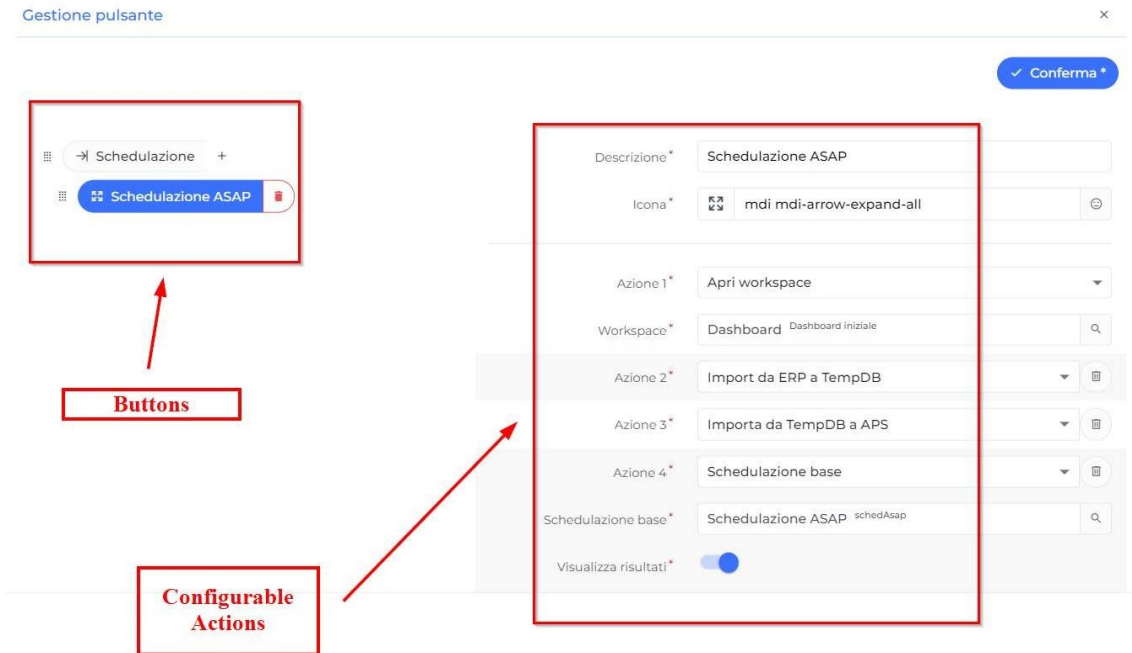 Gestione pulsante
Conferma *
Schedulazione +
Schedulazione ASAP
Buttons
Configurable
Actions
Descrizione* Schedulazione ASAP
Icona* mdi mdi-arrow-expand-all
Azione 1* Apri workspace
Workspace* Dashboard Dashboard iniziale
Azione 2* Import da ERP a TempDB
Azione 3* Importa da TempDB a APS
Azione 4* Schedulazione base
Schedulazione base* Schedulazione ASAP schedAsap
Visualizza risultati*